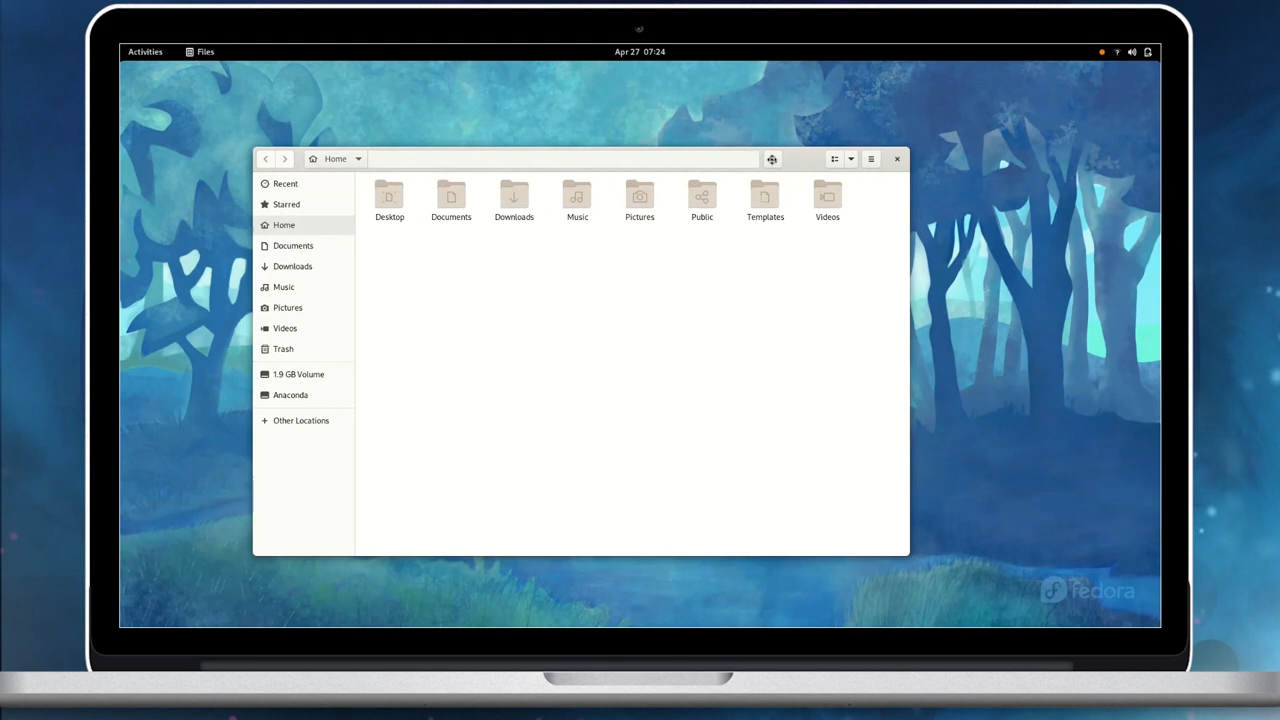 Activities Files Apr 27 07:24
Home
Recent
Starred
Home
Documents
Downloads
Music
Pictures
Videos
Trash
1.9 GB Volume
Anaconda
Other Locations
Desktop Documents Downloads Music Pictures Public Templates Videos
fedora